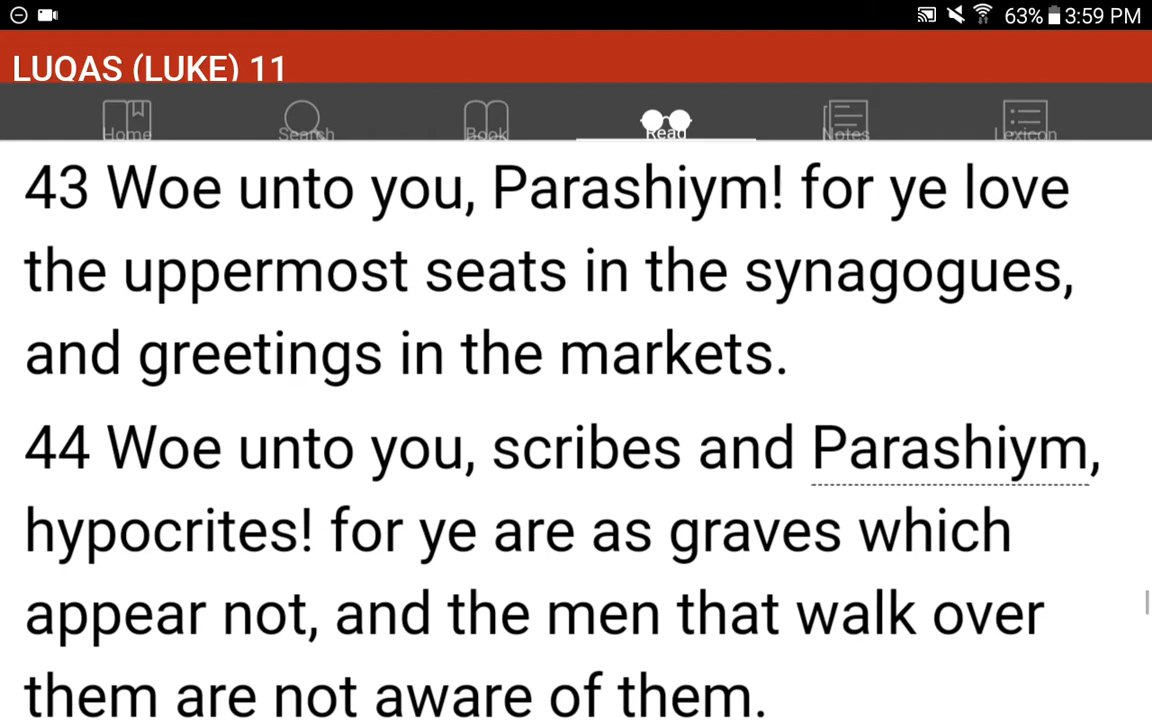 63% 3:59 PM
LUQAS (LUKE) 11
Home Search Book Read Notes Lexicon
43 Woe unto you, Parashiym! for ye love
the uppermost seats in the synagogues,
and greetings in the markets.
44 Woe unto you, scribes and Parashiym,
hypocrites! for ye are as graves which
appear not, and the men that walk over
them are not aware of them.